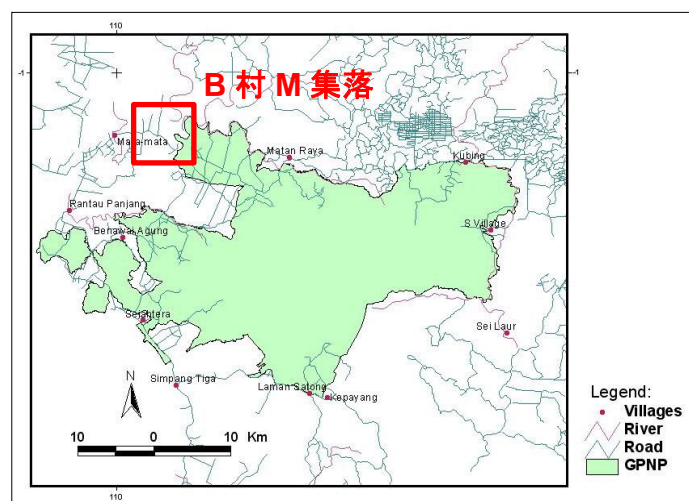 110
-1
-1
B 村 M 集落
Mata-mata
Matan Raya
Kubing
Rantau Panjang
S Village
Benawai Agung
Sejahtera
Sei Laur
Simpang Tiga
Laman Satong
Kepayang
N
10 0 10 Km
110
Legend:
Villages
River
Road
GPNP